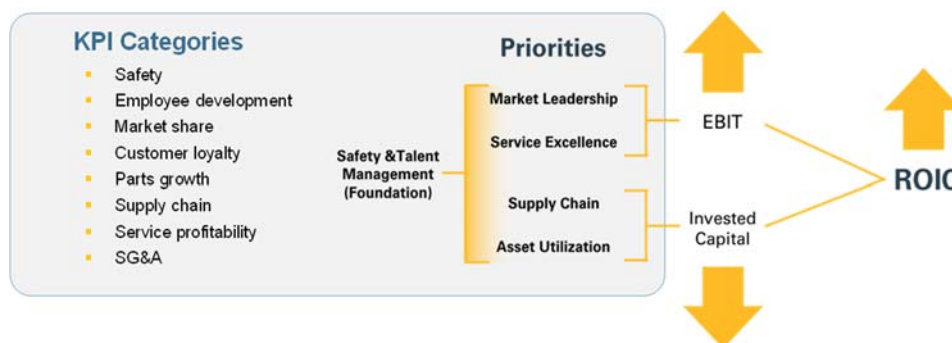 KPI Categories
Safety
Employee development
Market share
Customer loyalty
Parts growth
Supply chain
Service profitability
SG&A
Priorities
Safety &Talent
Management
(Foundation)
Market Leadership
Service Excellence
Supply Chain
Asset Utilization
EBIT
Invested
Capital
ROIC